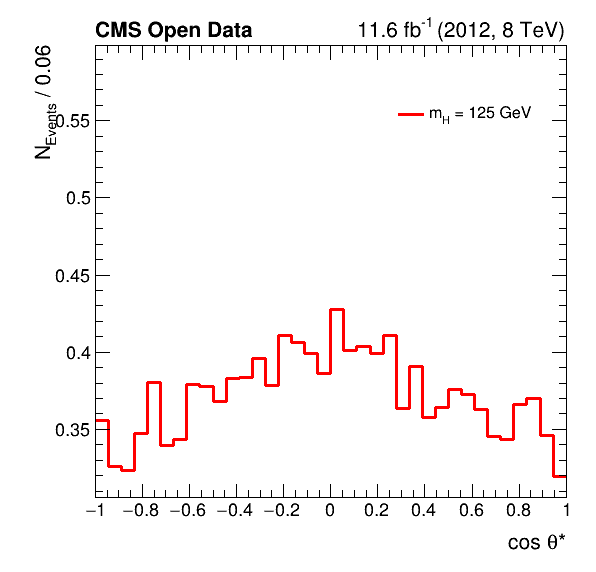 CMS Open Data 11.6 fb⁻¹ (2012, 8 TeV)
N_Events / 0.06
m_H = 125 GeV
0.55
0.5
0.45
0.4
0.35
−1 −0.8 −0.6 −0.4 −0.2 0 0.2 0.4 0.6 0.8 1
cos θ*